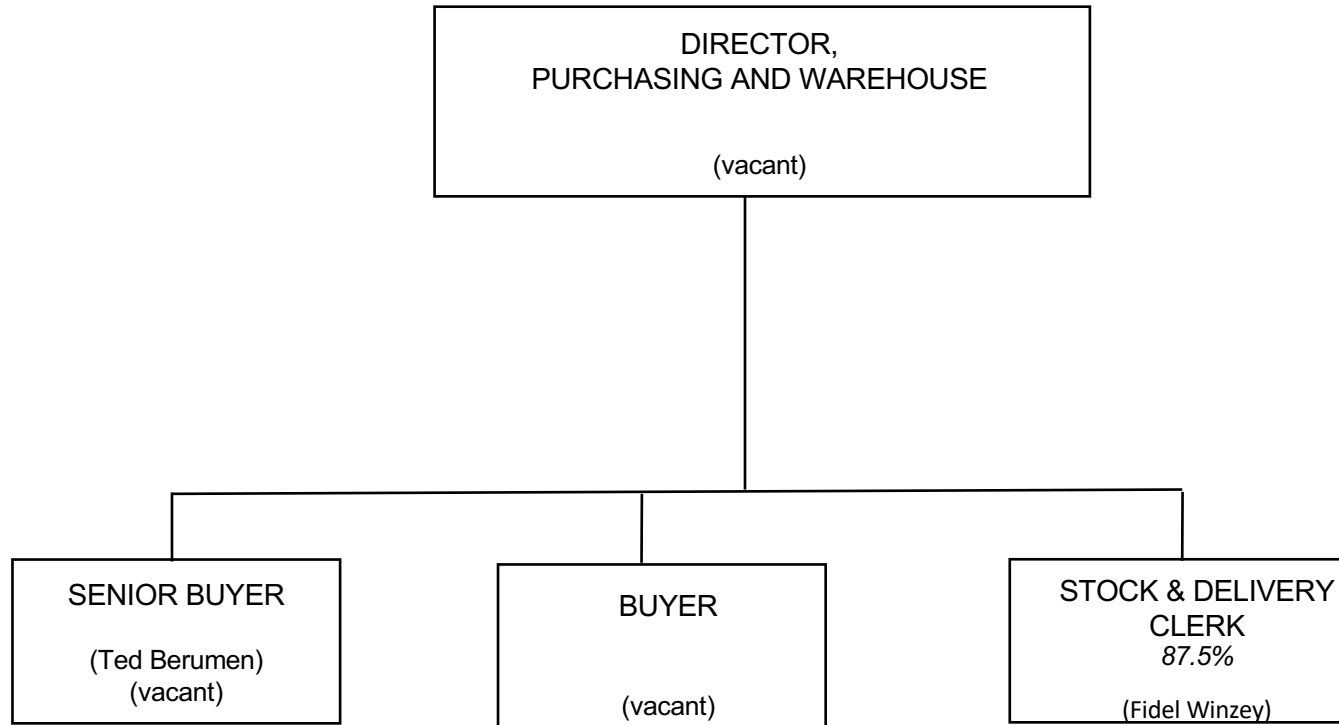 DIRECTOR,
PURCHASING AND WAREHOUSE
(vacant)
SENIOR BUYER
(Ted Berumen)
(vacant)
BUYER
(vacant)
STOCK & DELIVERY
CLERK
87.5%
(Fidel Winzey)